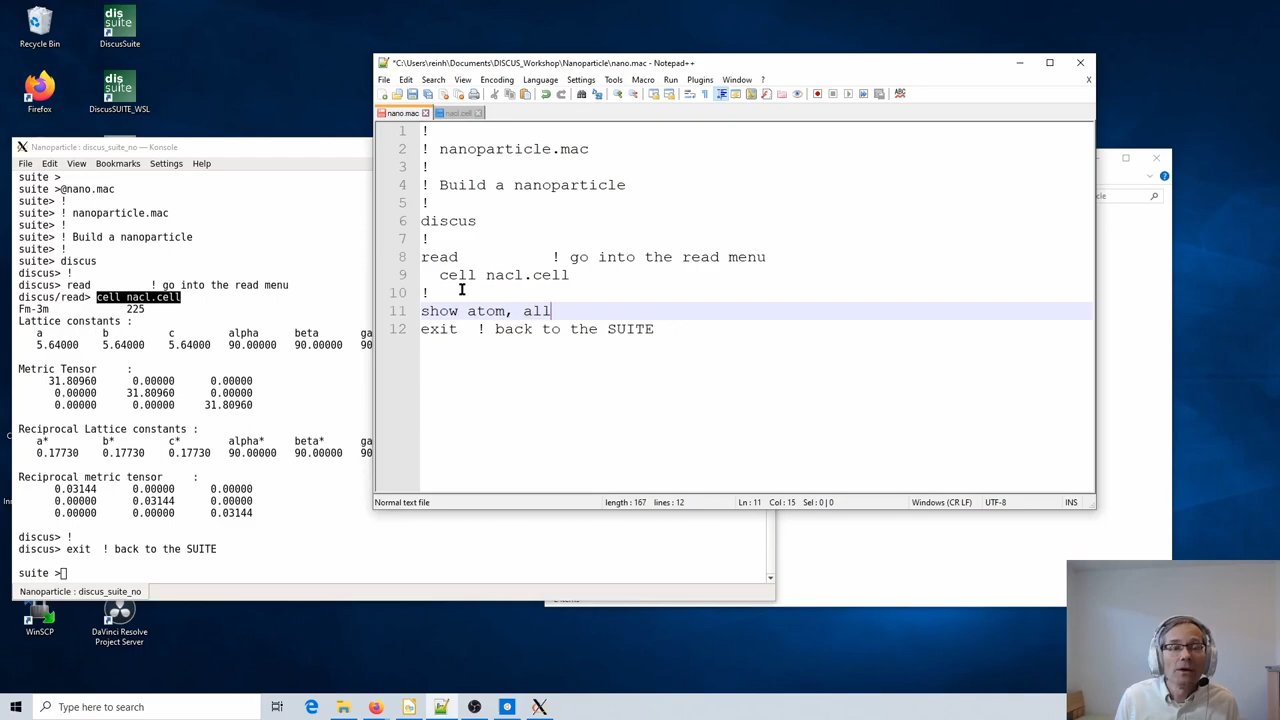 Recycle Bin
dis
suite
DiscusSuite
Firefox
dis
suite
DiscusSUITE_WSL
*C:\Users\reinh\Documents\DISCUS_Workshop\Nanoparticle\nano.mac - Notepad++
File Edit Search View Encoding Language Settings Tools Macro Run Plugins Window ? X
nano.mac nacl.cell
1 !
2 ! nanoparticle.mac
3 !
4 ! Build a nanoparticle
5 !
6 discus
7 !
8 read ! go into the read menu
9 cell nacl.cell
10 !
11 show atom, all
12 exit ! back to the SUITE
Normal text file length : 167 lines : 12 Ln : 11 Col : 15 Sel : 0 | 0 Windows (CR LF) UTF-8 INS
Nanoparticle : discus_suite_no — Konsole
File Edit View Bookmarks Settings Help
suite >
suite >@nano.mac
suite> !
suite> ! nanoparticle.mac
suite> !
suite> ! Build a nanoparticle
suite> !
suite> discus
discus> !
discus> read ! go into the read menu
discus/read> cell nacl.cell
Fm-3m 225
Lattice constants :
a b c alpha beta ga
5.64000 5.64000 5.64000 90.00000 90.00000 90.
Metric Tensor :
31.80960 0.00000 0.00000
0.00000 31.80960 0.00000
0.00000 0.00000 31.80960
Reciprocal Lattice constants :
a* b* c* alpha* beta* ga
0.17730 0.17730 0.17730 90.00000 90.00000 90.
Reciprocal metric tensor :
0.03144 0.00000 0.00000
0.00000 0.03144 0.00000
0.00000 0.00000 0.03144
discus> !
discus> exit ! back to the SUITE
suite >
Nanoparticle : discus_suite_no
WinSCP
DaVinci Resolve
Project Server
Type here to search